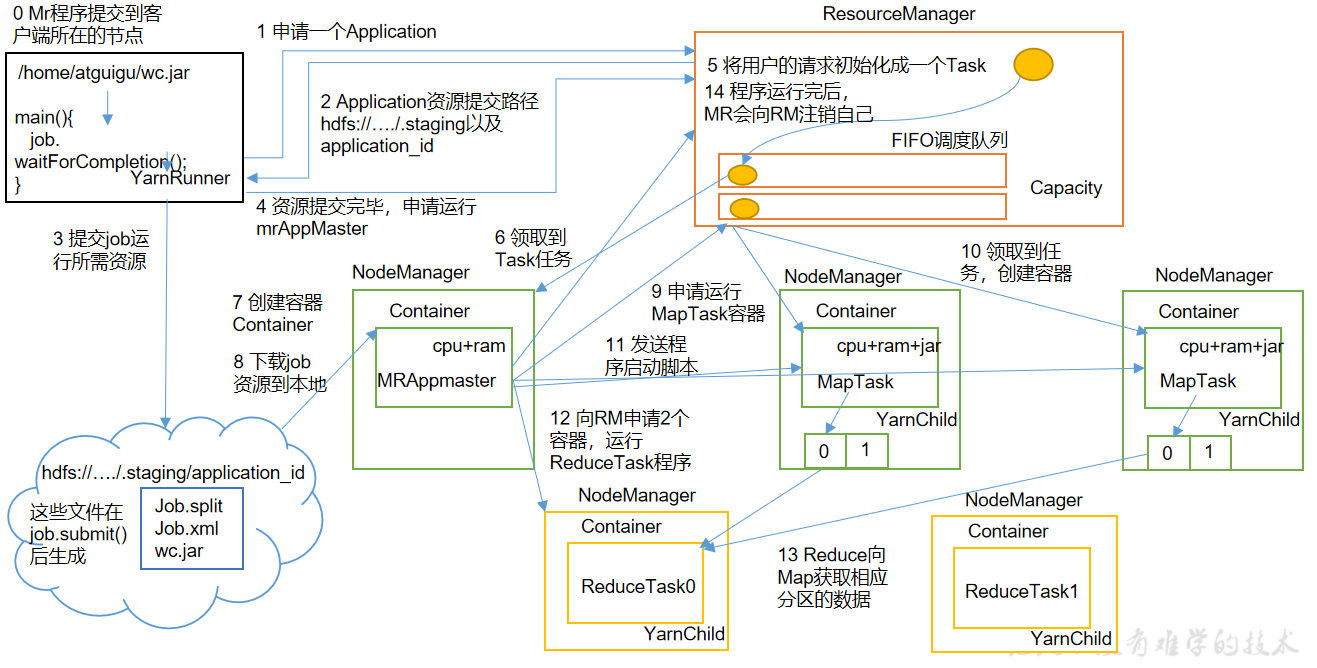 0 Mr程序提交到客
户端所在的节点
/home/atguigu/wc.jar
main(){
job.
waitForCompletion();
}
YarnRunner
1 申请一个Application
2 Application资源提交路径
hdfs://…./.staging以及
application_id
4 资源提交完毕，申请运行
mrAppMaster
ResourceManager
5 将用户的请求初始化成一个Task
14 程序运行完后，
MR会向RM注销自己
FIFO调度队列
Capacity
3 提交job运
行所需资源
6 领取到
Task任务
7 创建容器
Container
8 下载job
资源到本地
NodeManager
Container
cpu+ram
MRAppmaster
9 申请运行
MapTask容器
11 发送程
序启动脚本
NodeManager
Container
cpu+ram+jar
MapTask
YarnChild
0
1
10 领取到任
务，创建容器
NodeManager
Container
cpu+ram+jar
MapTask
YarnChild
0
1
hdfs://…./.staging/application_id
这些文件在
job.submit()
后生成
Job.split
Job.xml
wc.jar
12 向RM申请2个
容器，运行
ReduceTask程序
NodeManager
Container
ReduceTask0
YarnChild
13 Reduce向
Map获取相应
分区的数据
NodeManager
Container
ReduceTask1
YarnChild
有难学的技术